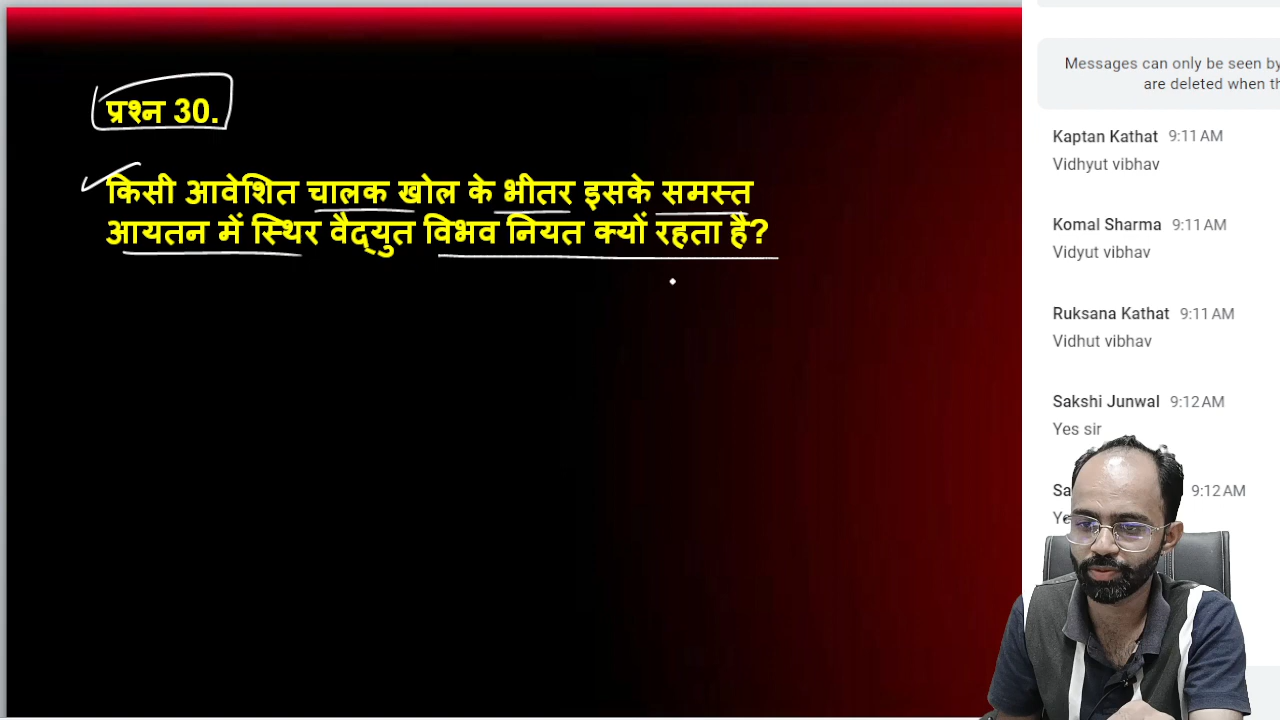 प्रश्न 30.
किसी आवेशित चालक खोल के भीतर इसके समस्त
आयतन में स्थिर वैद्युत विभव नियत क्यों रहता है?
Messages can only be seen by
are deleted when th
Kaptan Kathat 9:11 AM
Vidhyut vibhav
Komal Sharma 9:11 AM
Vidyut vibhav
Ruksana Kathat 9:11 AM
Vidhut vibhav
Sakshi Junwal 9:12 AM
Yes sir
Sa 9:12 AM